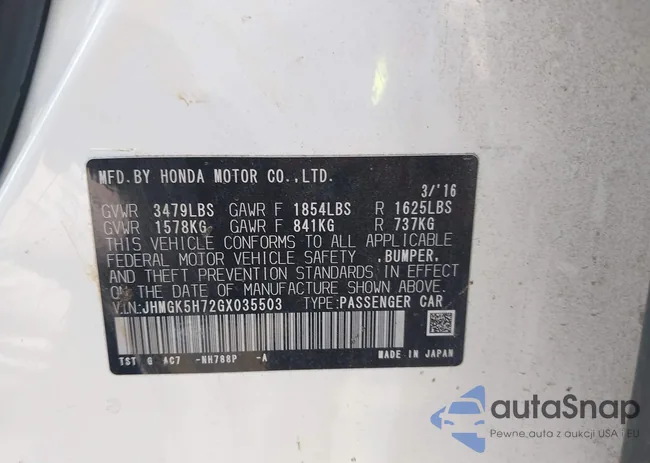 MFD.BY HONDA MOTOR CO.,LTD.
3/'16
GVWR 3479LBS GAWR F 1854LBS R 1625LBS
GVWR 1578KG GAWR F 841KG R 737KG
THIS VEHICLE CONFORMS TO ALL APPLICABLE
FEDERAL MOTOR VEHICLE SAFETY ,BUMPER,
AND THEFT PREVENTION STANDARDS IN EFFECT
ON THE DATE OF MANUFACTURE SHOWN ABOVE.
V.I.N:JHMGK5H72GX035503 TYPE:PASSENGER CAR
TST G AC7 -NH788P -A
MADE IN JAPAN
autaSnap
Pewne auta z aukcji USA i EU